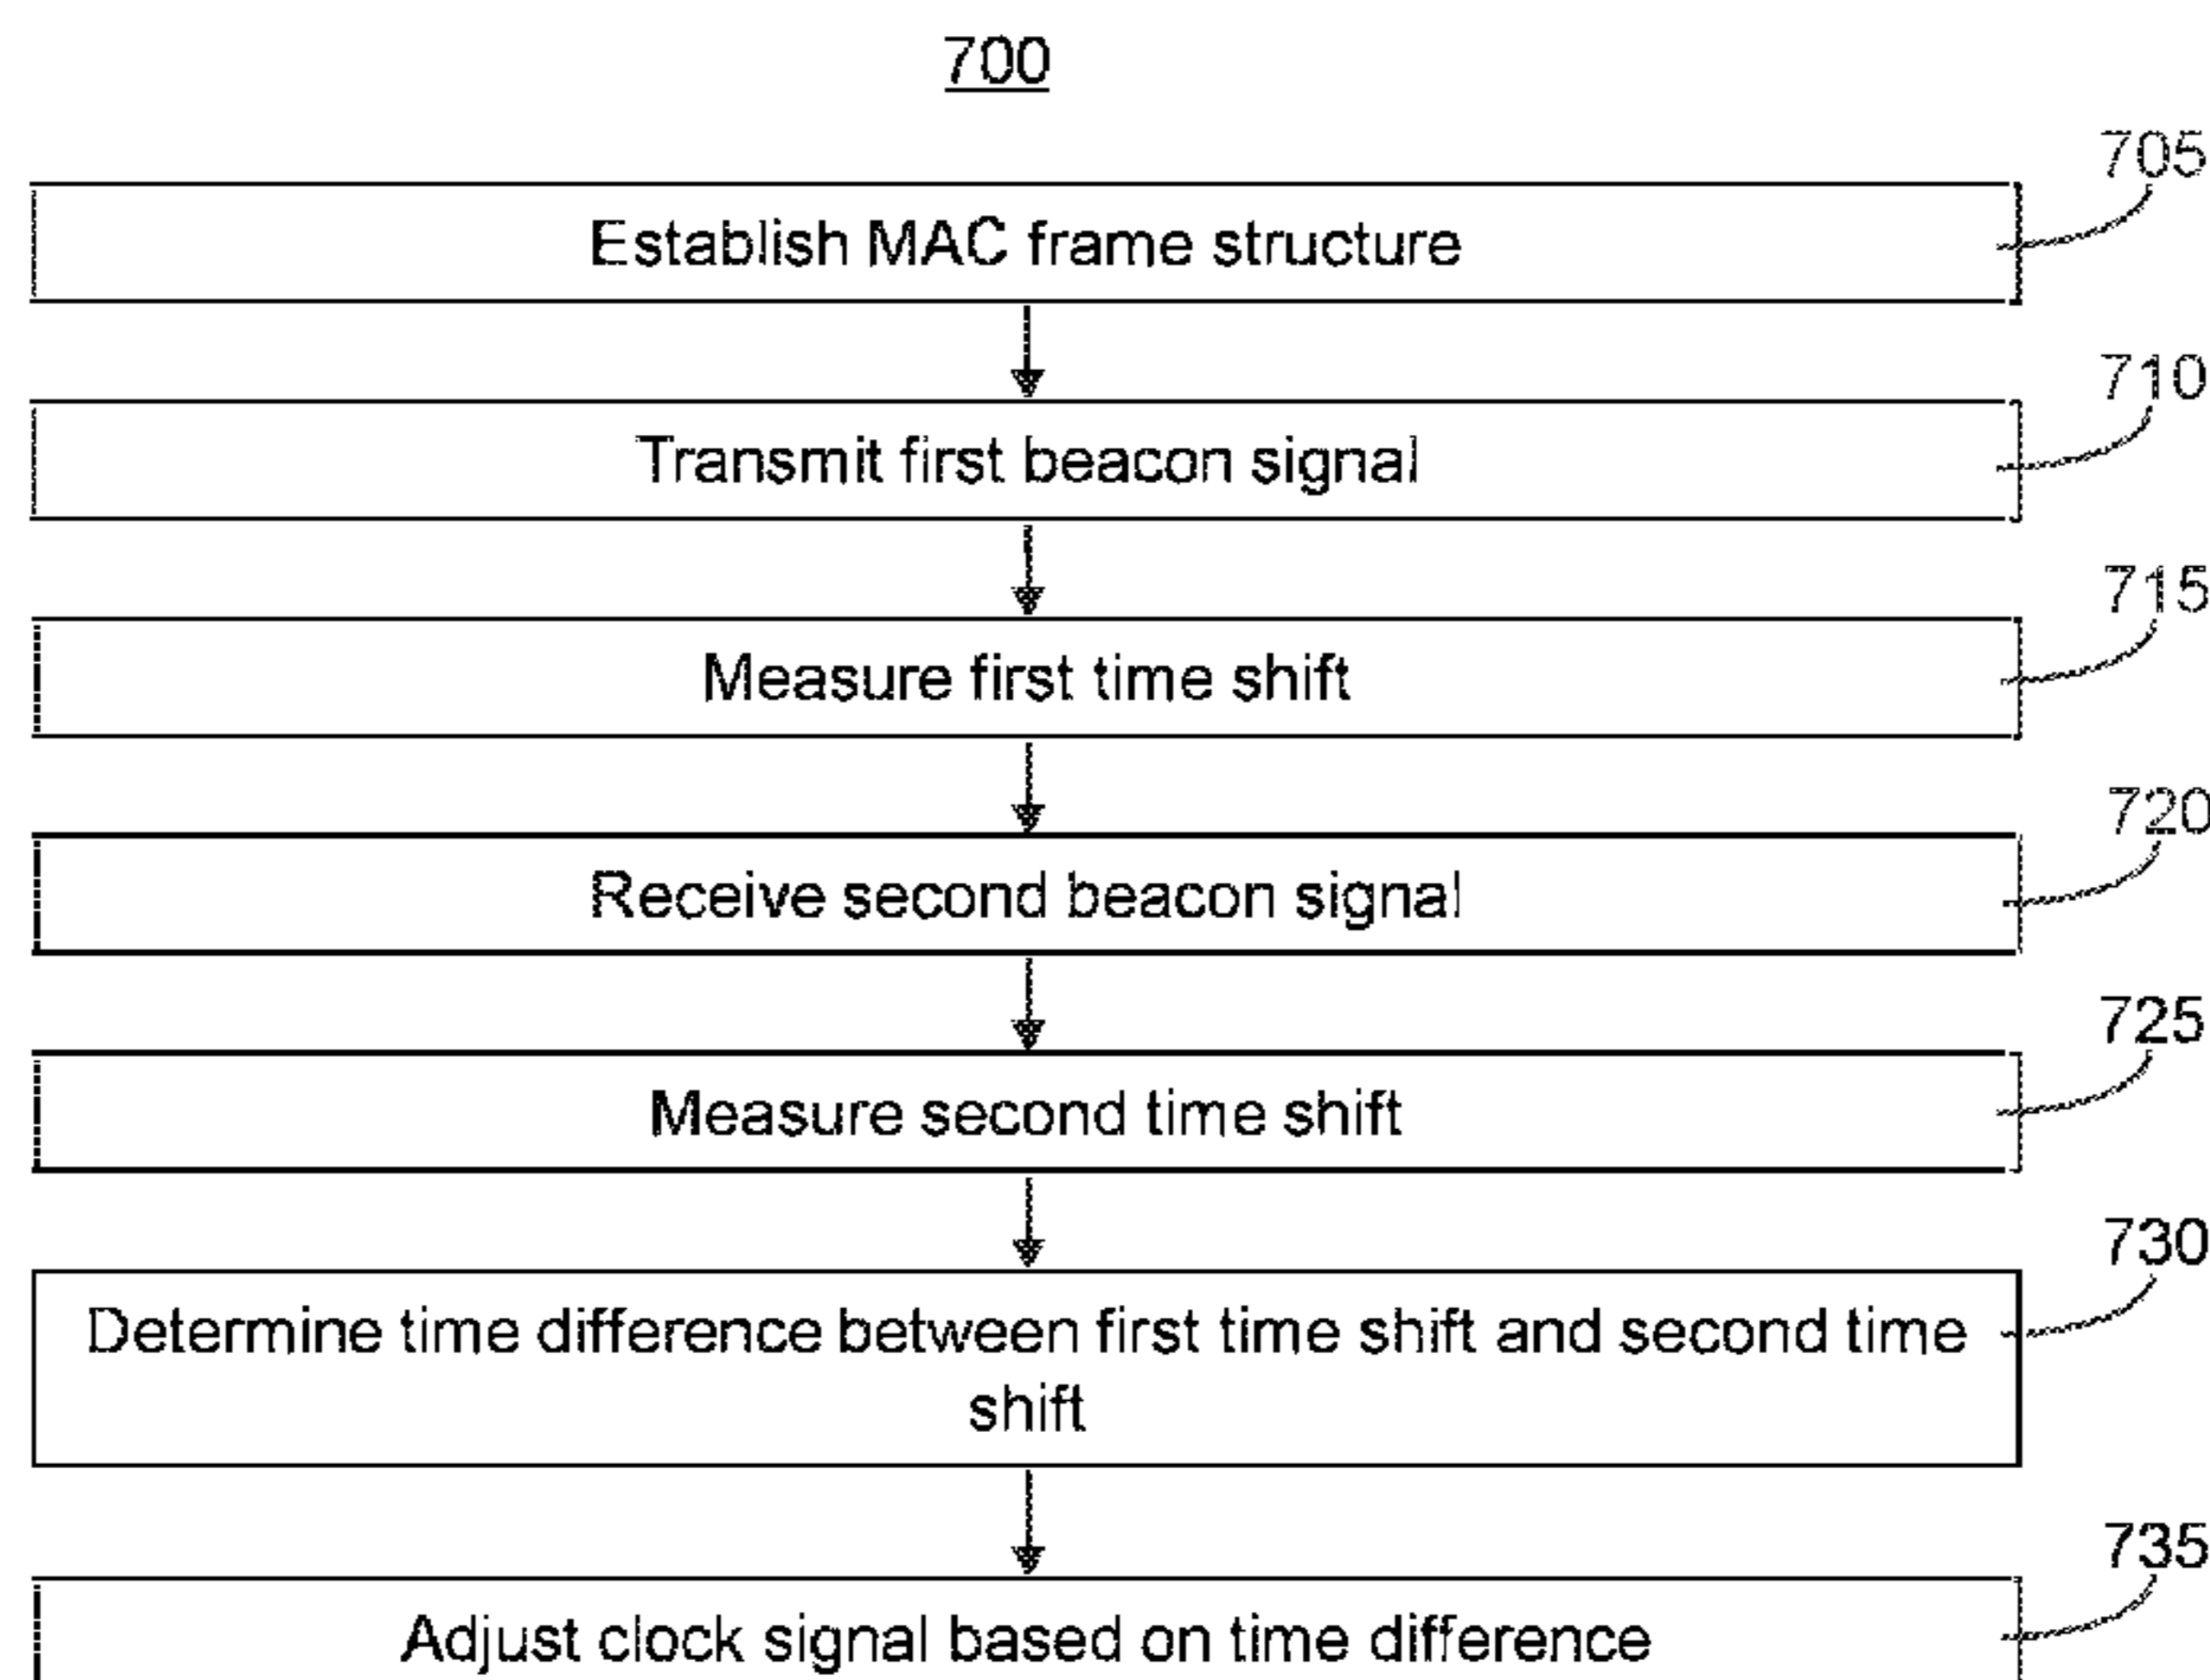 700
705
Establish MAC frame structure
710
Transmit first beacon signal
715
Measure first time shift
720
Receive second beacon signal
725
Measure second time shift
730
Determine time difference between first time shift and second time
shift
735
Adjust clock signal based on time difference